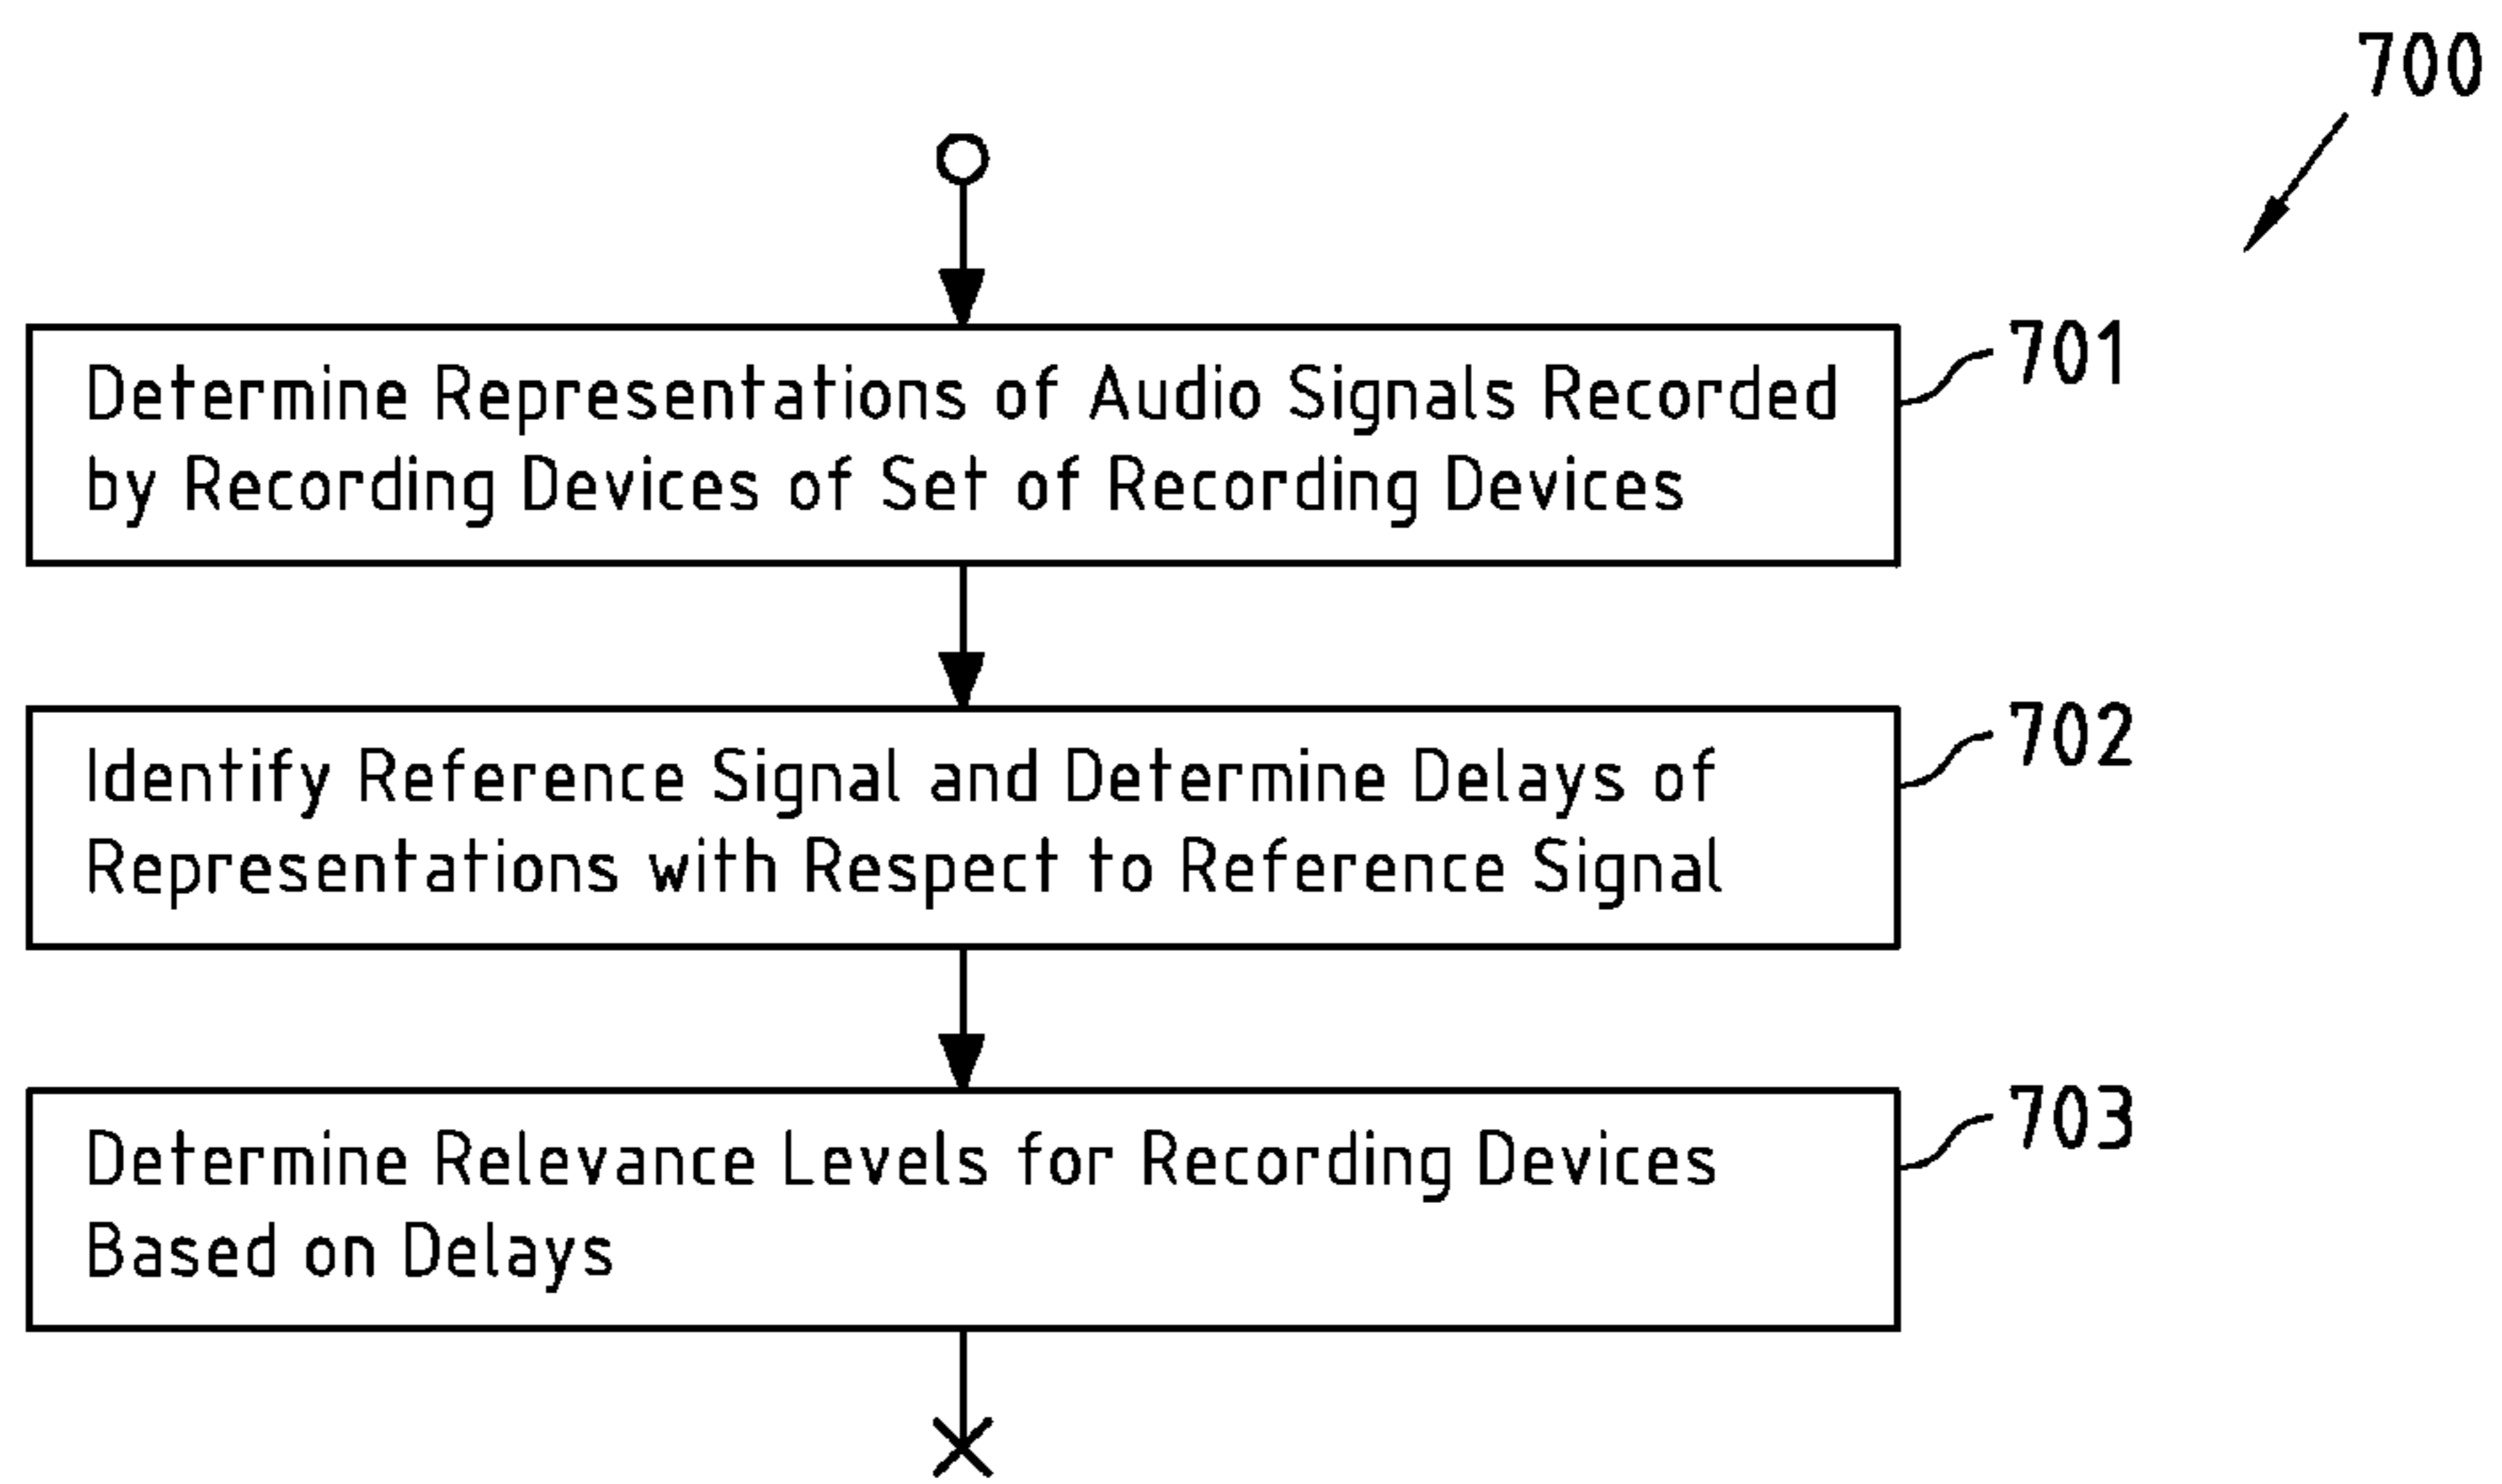 700
Determine Representations of Audio Signals Recorded
by Recording Devices of Set of Recording Devices
701
Identify Reference Signal and Determine Delays of
Representations with Respect to Reference Signal
702
Determine Relevance Levels for Recording Devices
Based on Delays
703